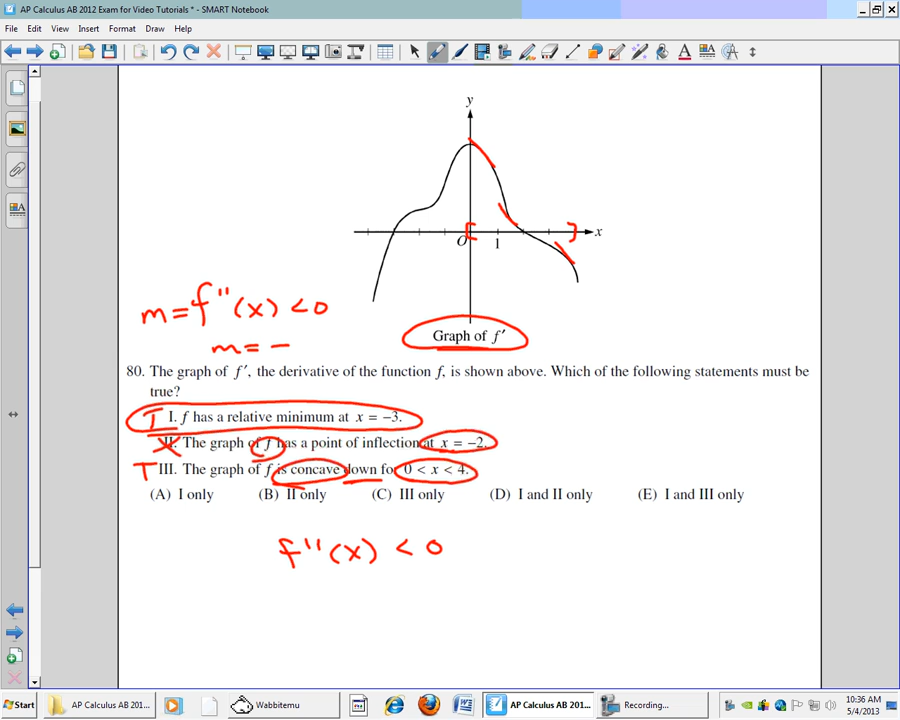 AP Calculus AB 2012 Exam for Video Tutorials * - SMART Notebook
File Edit View Insert Format Draw Help
y
x
O 1
m = f''(x) < 0
m = -
Graph of f'
80. The graph of f', the derivative of the function f, is shown above. Which of the following statements must be
true?
T I. f has a relative minimum at x = −3.
II. The graph of f has a point of inflection at x = −2.
T III. The graph of f is concave down for 0 < x < 4.
(A) I only (B) II only (C) III only (D) I and II only (E) I and III only
f''(x) < 0
Start AP Calculus AB 201... Wabbitemu AP Calculus AB 201... Recording... 10:36 AM
5/4/2013